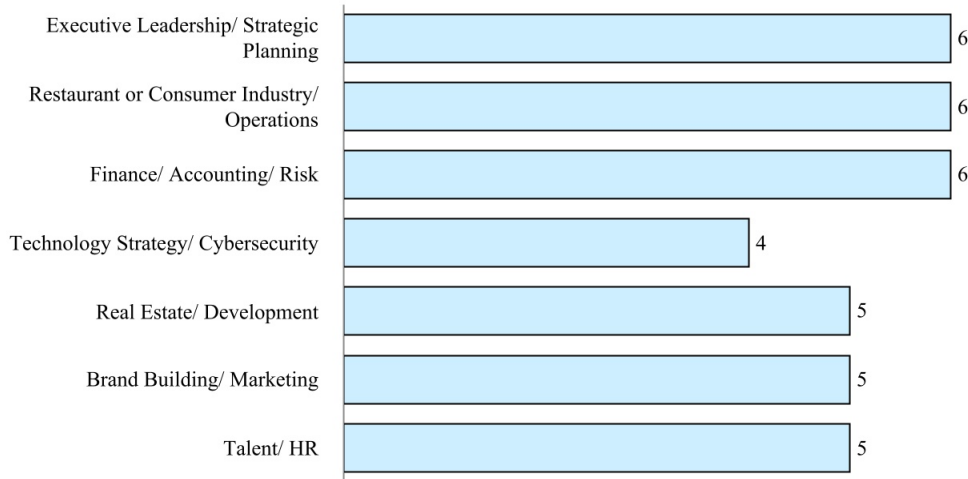 Executive Leadership/ Strategic
Planning
6
Restaurant or Consumer Industry/
Operations
6
Finance/ Accounting/ Risk
6
Technology Strategy/ Cybersecurity
4
Real Estate/ Development
5
Brand Building/ Marketing
5
Talent/ HR
5